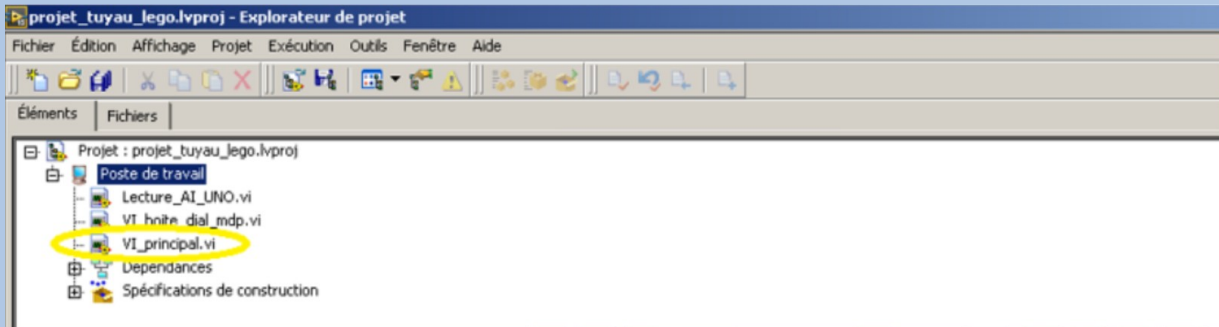 projet_tuyau_lego.lvproj - Explorateur de projet
Fichier Édition Affichage Projet Exécution Outils Fenêtre Aide
Éléments Fichiers
Projet : projet_tuyau_lego.lvproj
Poste de travail
Lecture_AI_UNO.vi
VI_boite_dial_mdp.vi
VI_principal.vi
Dépendances
Spécifications de construction